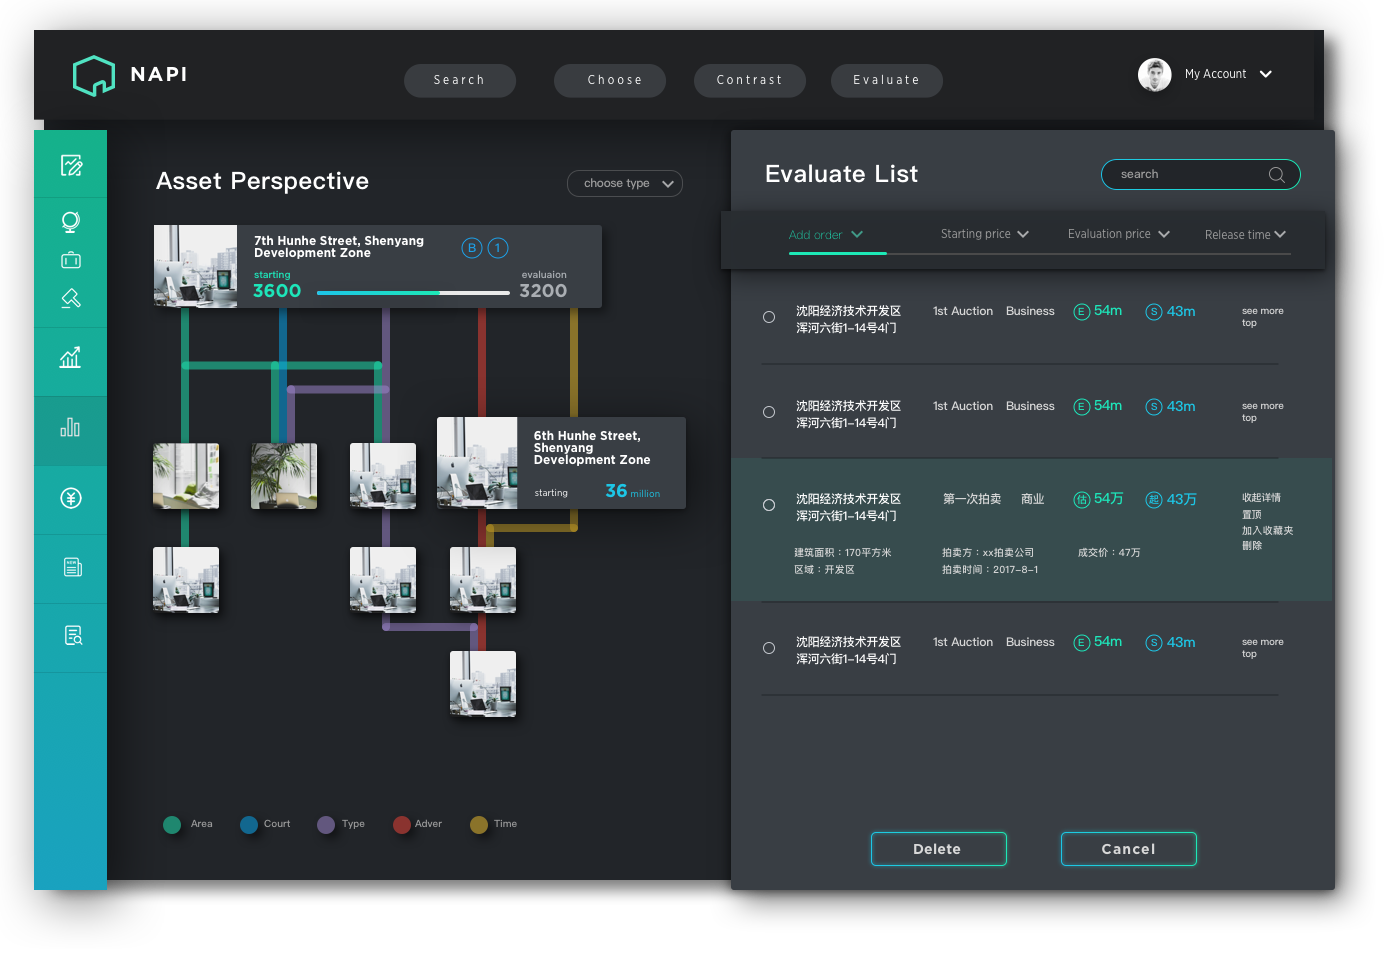 NAPI
Search
Choose
Contrast
Evaluate
My Account
Asset Perspective
choose type
7th Hunhe Street, Shenyang
Development Zone
B
1
starting
evaluaion
3600
3200
6th Hunhe Street,
Shenyang
Development Zone
starting
36 million
Area
Court
Type
Adver
Time
Evaluate List
search
Add order
Starting price
Evaluation price
Release time
沈阳经济技术开发区
浑河六街1-14号4门
1st Auction
Business
E 54m
S 43m
see more
top
沈阳经济技术开发区
浑河六街1-14号4门
1st Auction
Business
E 54m
S 43m
see more
top
沈阳经济技术开发区
浑河六街1-14号4门
第一次拍卖
商业
估 54万
起 43万
收起详情
置顶
加入收藏夹
删除
建筑面积：170平方米
拍卖方：xx拍卖公司
成交价：47万
区域：开发区
拍卖时间：2017-8-1
沈阳经济技术开发区
浑河六街1-14号4门
1st Auction
Business
E 54m
S 43m
see more
top
Delete
Cancel